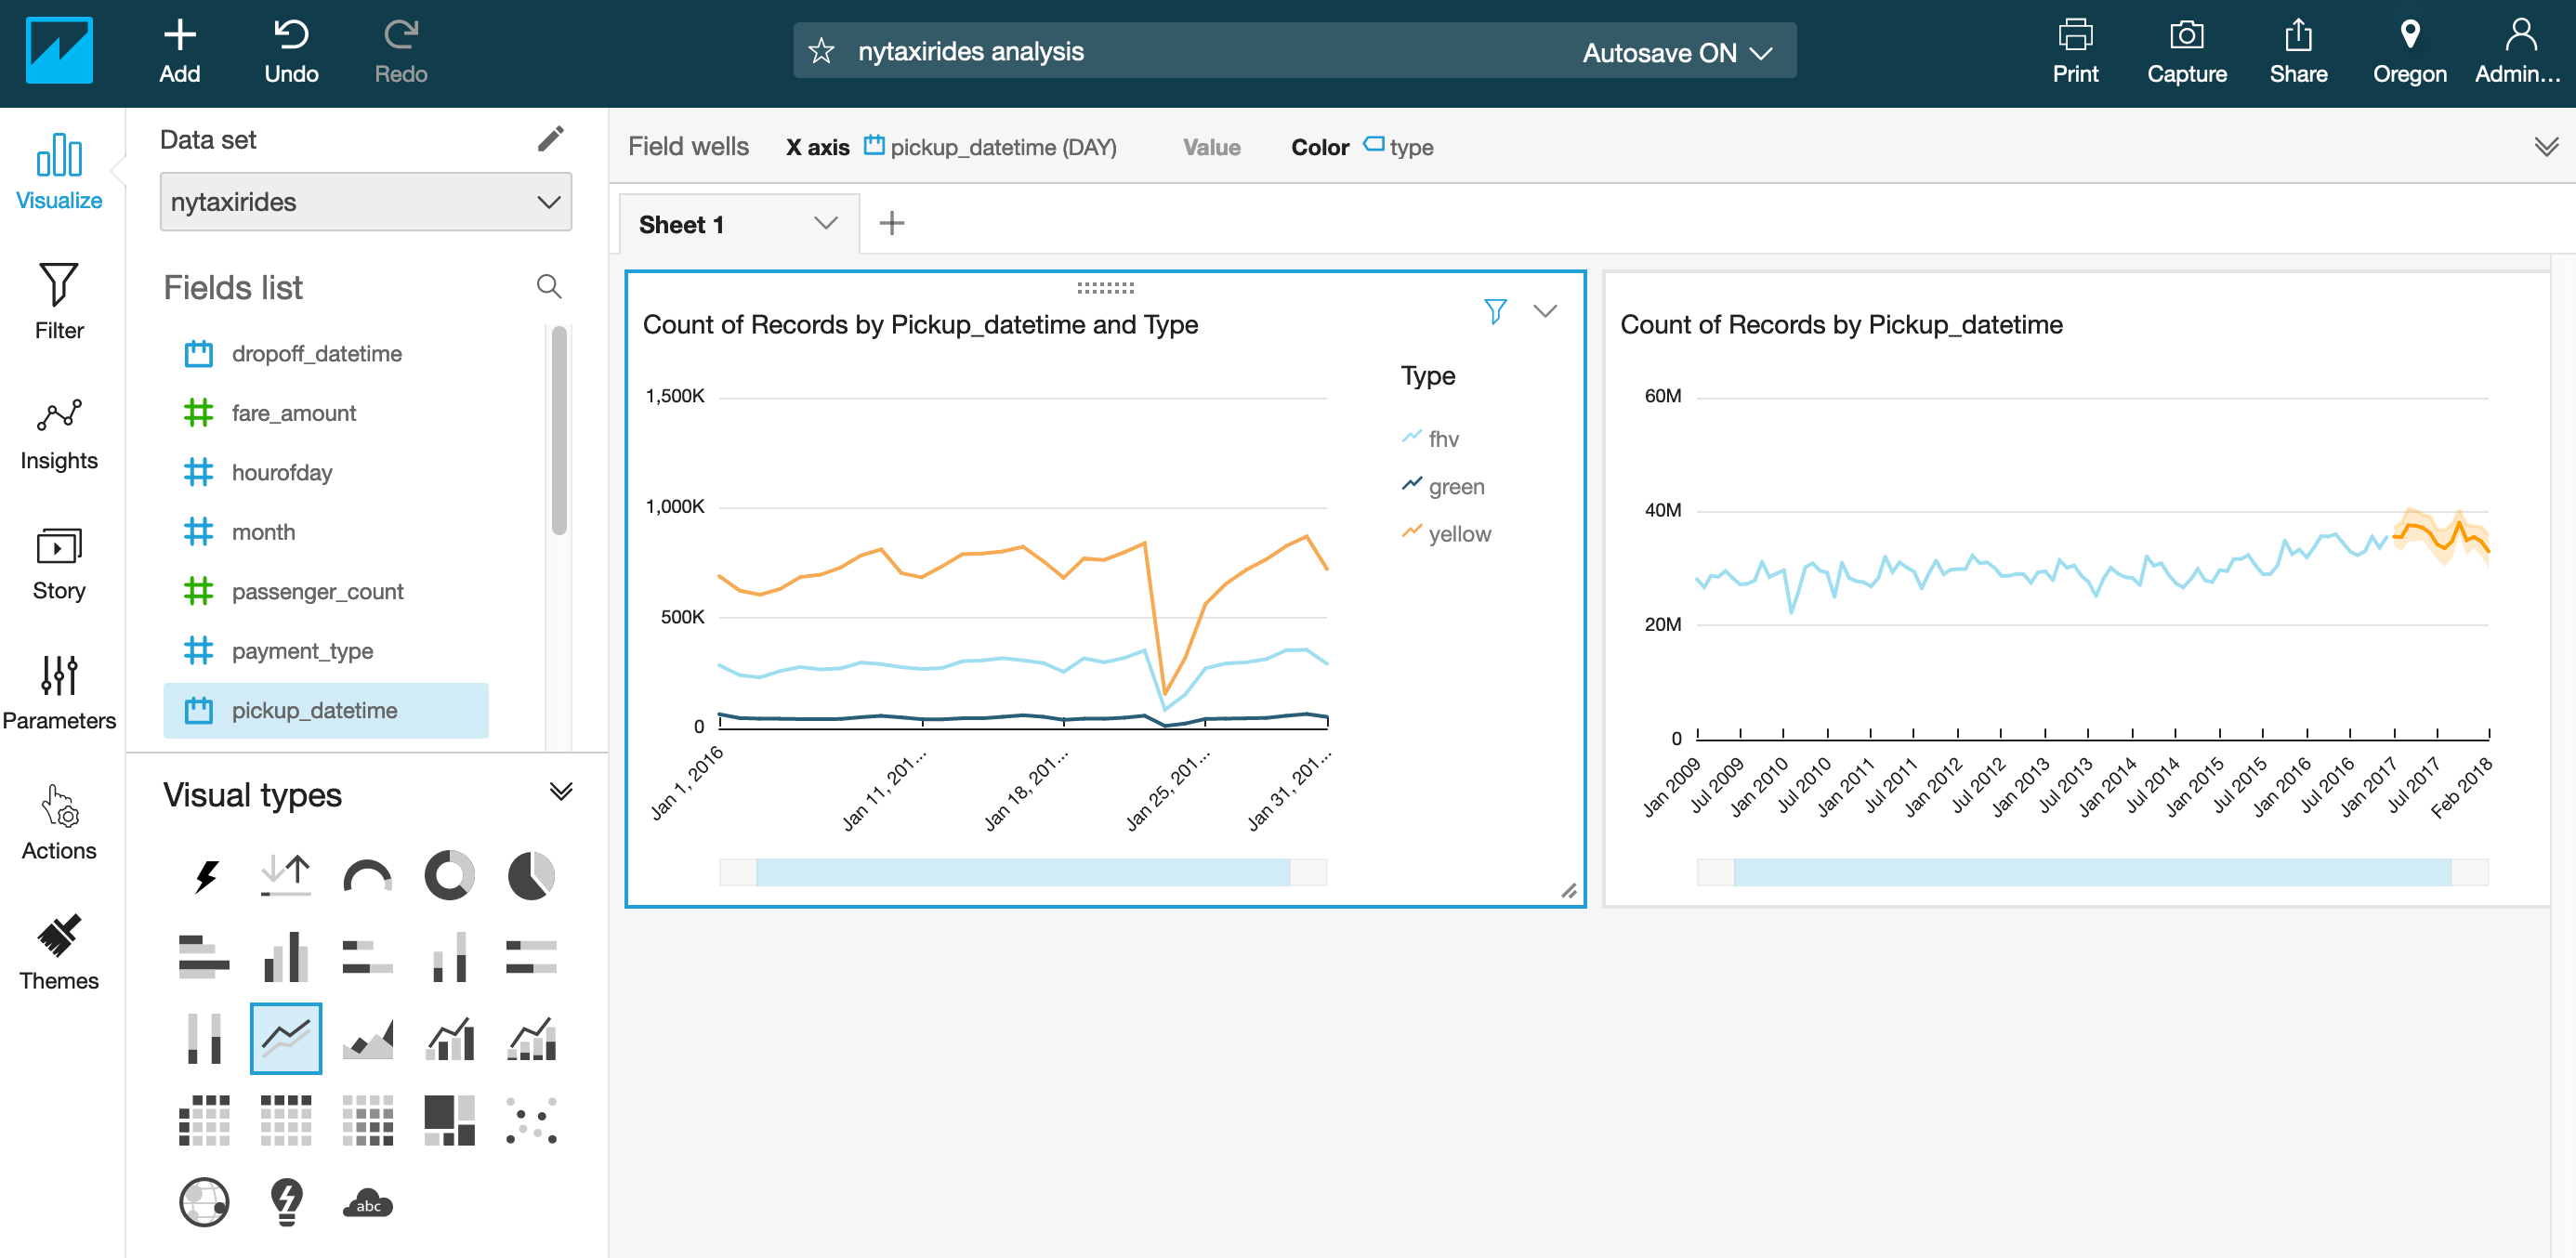 Add
Undo
Redo
nytaxirides analysis
Autosave ON
Print
Capture
Share
Oregon
Admin...
Visualize
Filter
Insights
Story
Parameters
Actions
Themes
Data set
nytaxirides
Fields list
dropoff_datetime
fare_amount
hourofday
month
passenger_count
payment_type
pickup_datetime
Visual types
abc
Field wells
X axis pickup_datetime (DAY)
Value
Color type
Sheet 1
Count of Records by Pickup_datetime and Type
1,500K
1,000K
500K
0
Jan 1, 2016
Jan 11, 201...
Jan 18, 201...
Jan 25, 201...
Jan 31, 201...
Type
fhv
green
yellow
Count of Records by Pickup_datetime
60M
40M
20M
0
Jan 2009
Jul 2009
Jan 2010
Jul 2010
Jan 2011
Jul 2011
Jan 2012
Jul 2012
Jan 2013
Jul 2013
Jan 2014
Jul 2014
Jan 2015
Jul 2015
Jan 2016
Jul 2016
Jan 2017
Jul 2017
Feb 2018